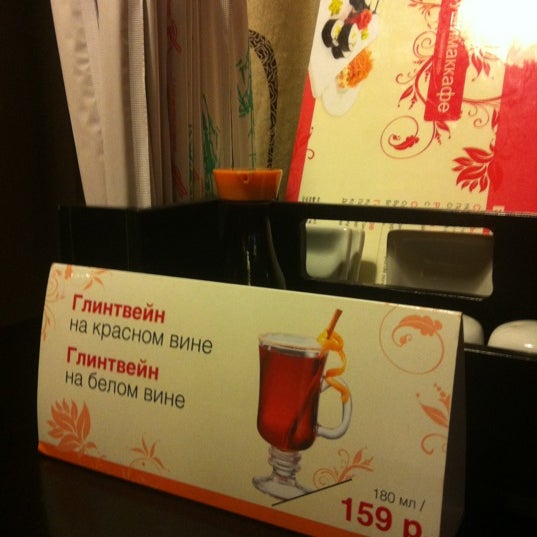 Глинтвейн
на красном вине
Глинтвейн
на белом вине
180 мл /
159 р